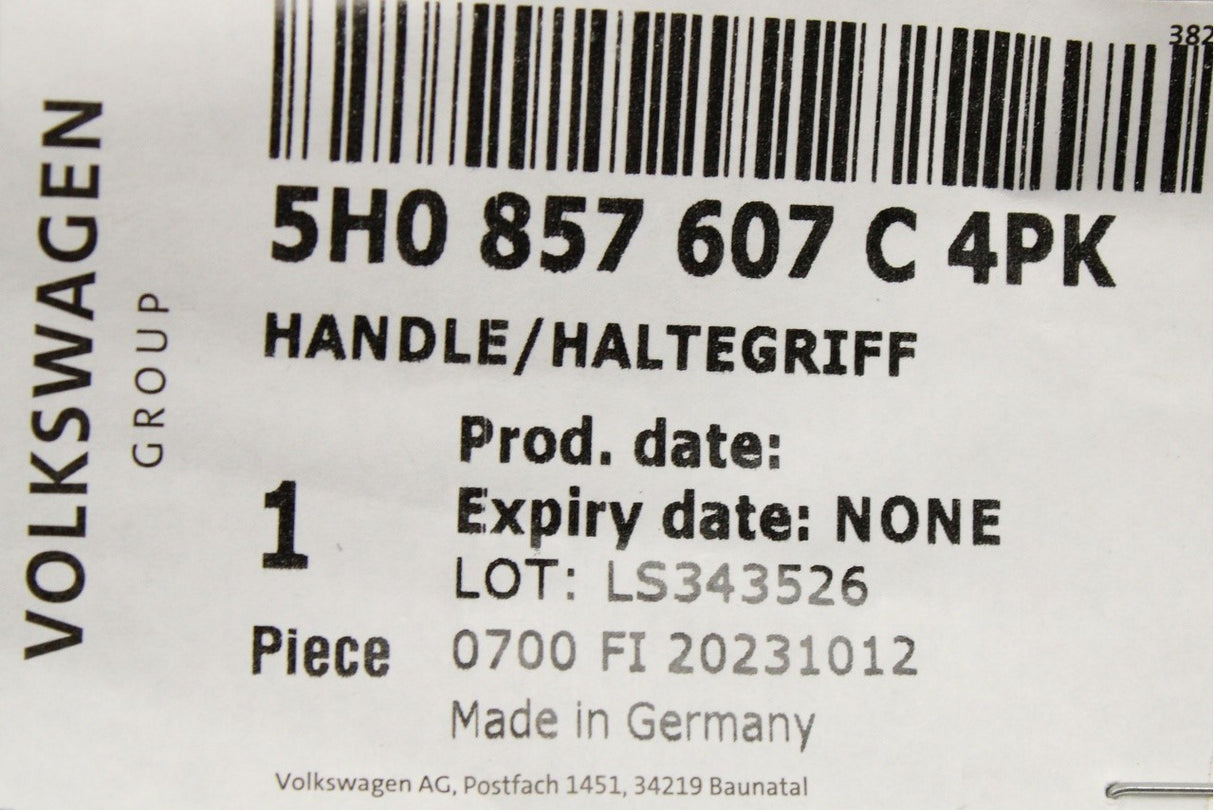 VOLKSWAGEN
GROUP
382
5H0 857 607 C 4PK
HANDLE/HALTEGRIFF
Prod. date:
Expiry date: NONE
1
LOT: LS343526
Piece
0700 FI 20231012
Made in Germany
Volkswagen AG, Postfach 1451, 34219 Baunatal